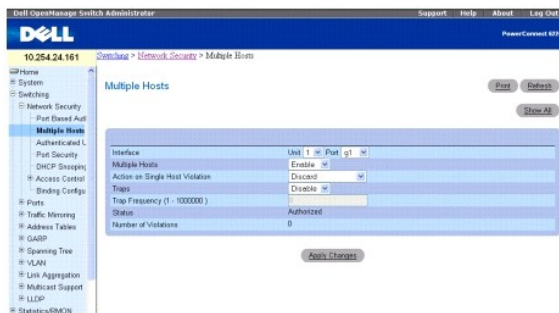 Dell OpenManage Switch Administrator
Support Help About Log Out
DELL
PowerConnect
10.254.24.161
Switching > Network Security > Multiple Hosts
Home
System
Switching
Network Security
Port Based Aut
Multiple Hosts
Authenticated U
Port Security
DHCP Snooping
Access Control
Binding Configu
Ports
Traffic Mirroring
Address Tables
GARP
Spanning Tree
VLAN
Link Aggregation
Multicast Support
LLDP
Statistics/RMON
Multiple Hosts
Print Refresh
Show All
Interface Unit 1 Port g1
Multiple Hosts Enable
Action on Single Host Violation Discard
Traps Disable
Trap Frequency (1 - 1000000 ) 0
Status Authorized
Number of Violations 0
Apply Changes